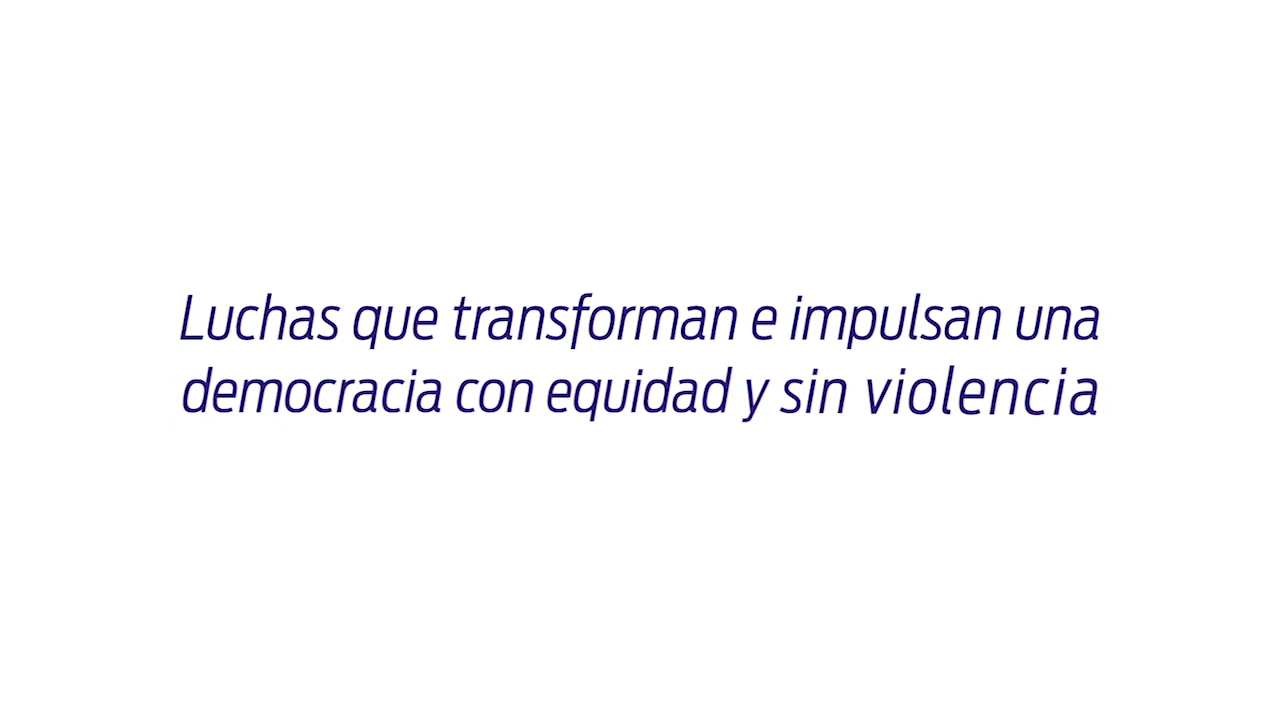 Luchas que transforman e impulsan una
democracia con equidad y sin violencia